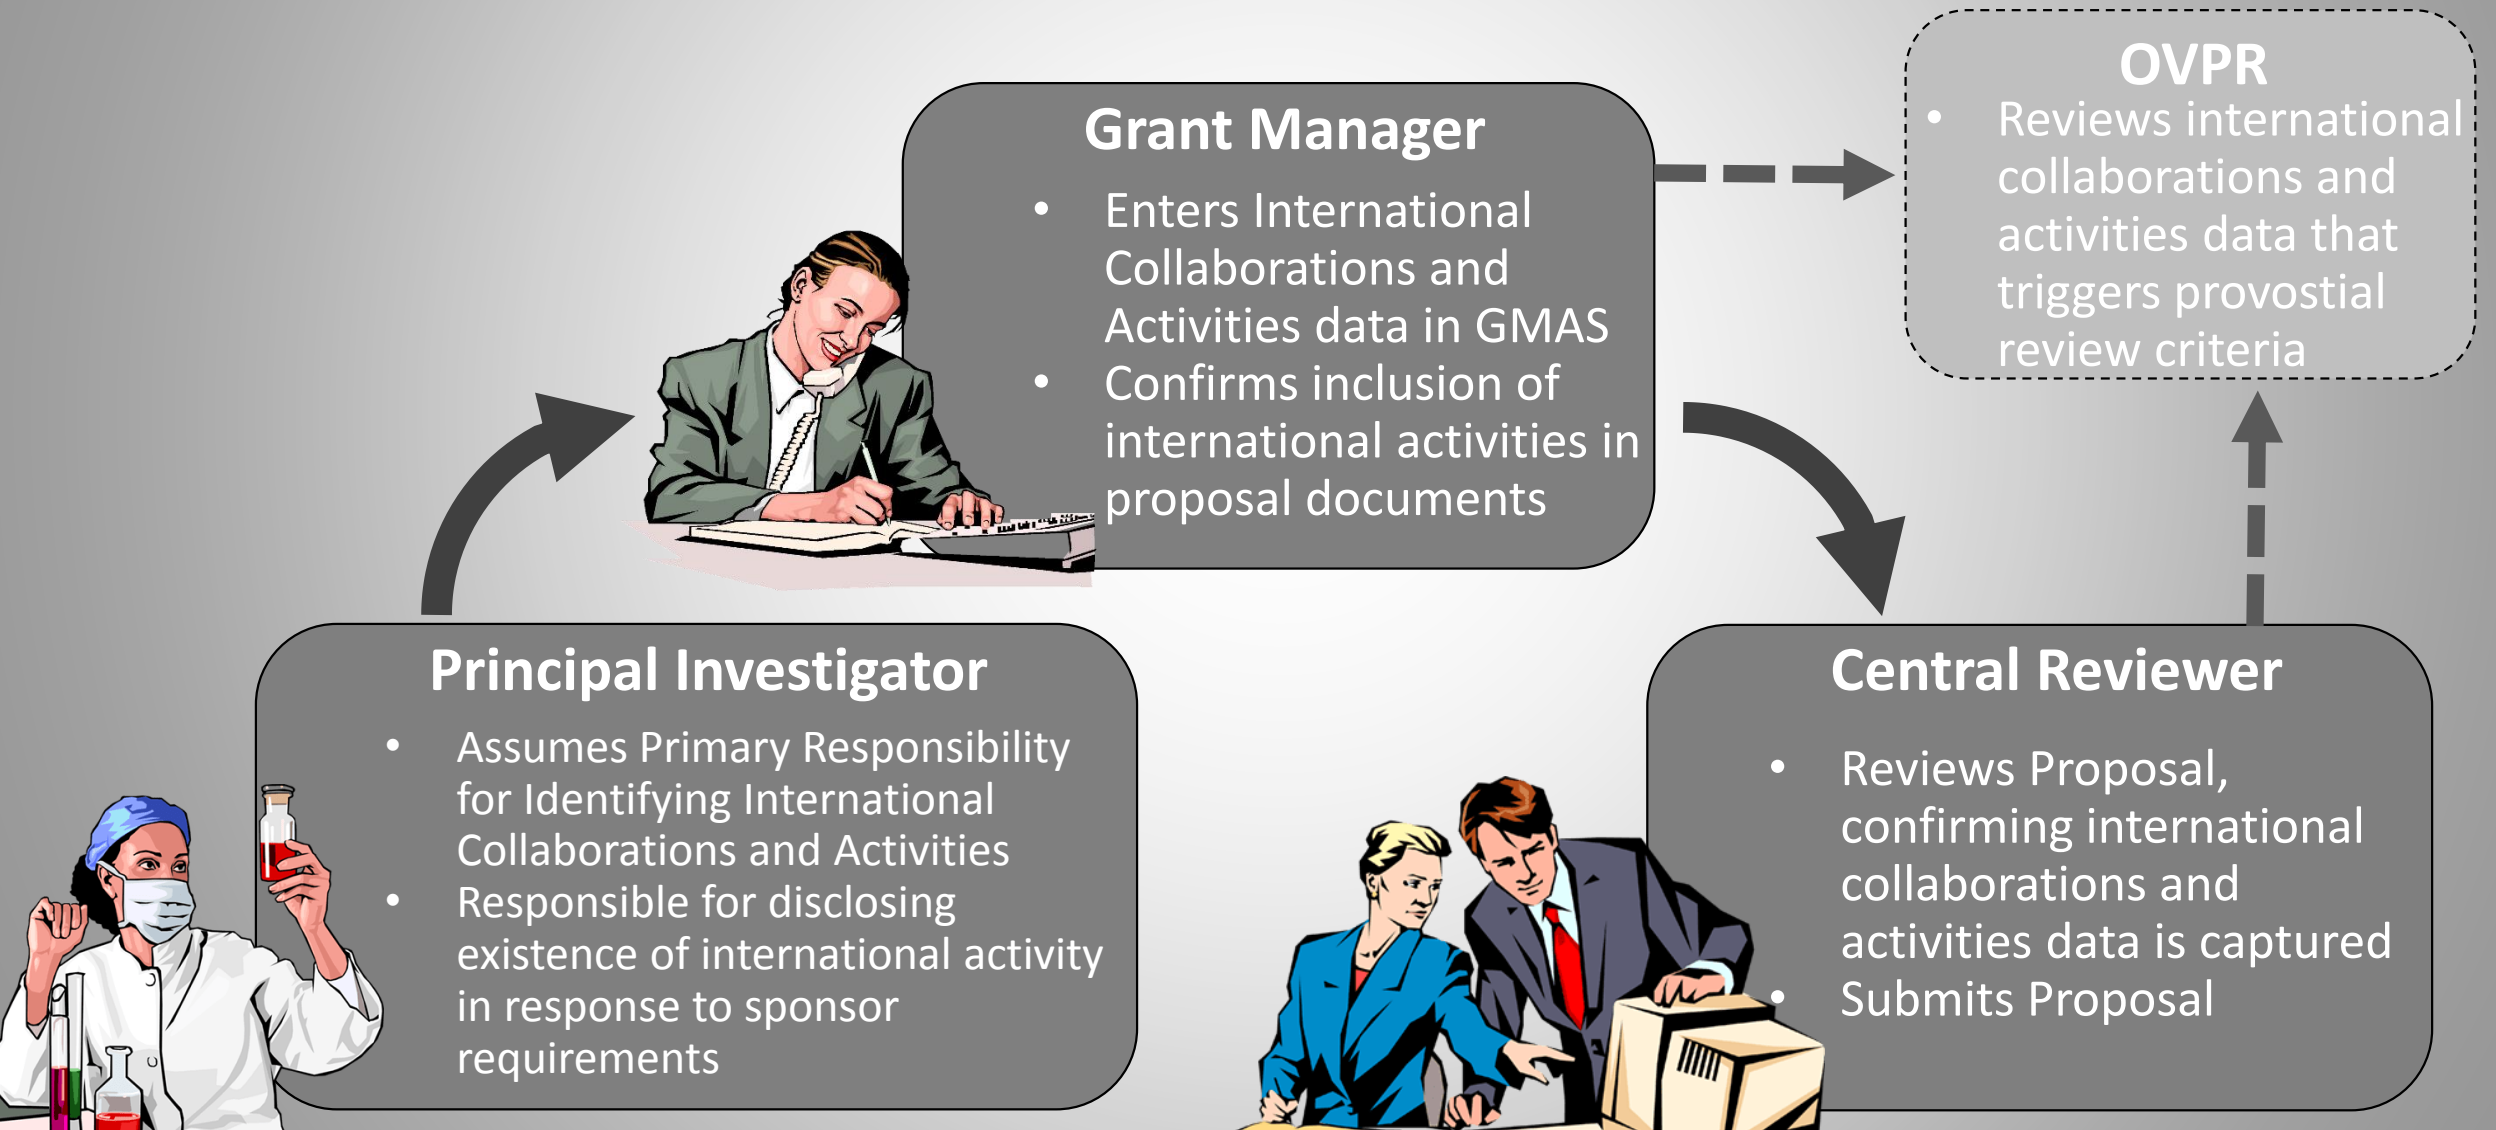 OVPR
• Reviews international
collaborations and
activities data that
triggers provostial
review criteria
Grant Manager
• Enters International
Collaborations and
Activities data in GMAS
• Confirms inclusion of
international activities in
proposal documents
Principal Investigator
• Assumes Primary Responsibility
for Identifying International
Collaborations and Activities
• Responsible for disclosing
existence of international activity
in response to sponsor
requirements
Central Reviewer
• Reviews Proposal,
confirming international
collaborations and
activities data is captured
• Submits Proposal